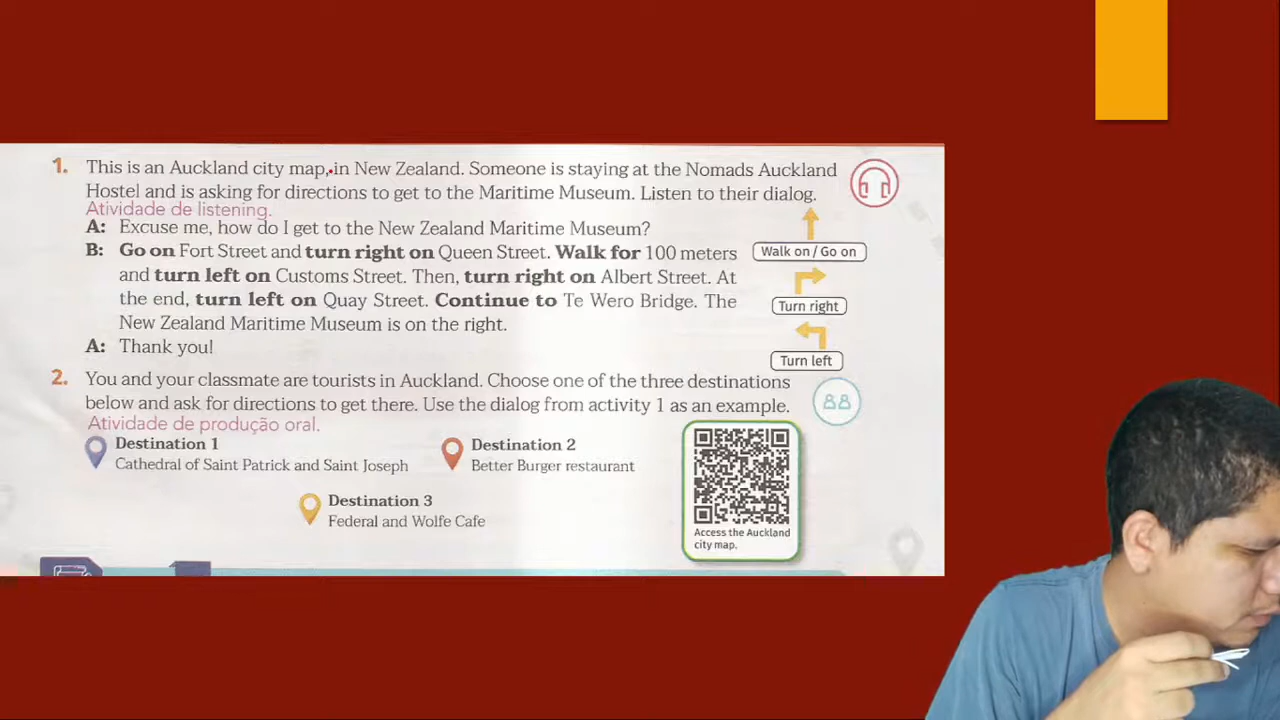 1. This is an Auckland city map, in New Zealand. Someone is staying at the Nomads Auckland
Hostel and is asking for directions to get to the Maritime Museum. Listen to their dialog.
Atividade de listening.
A: Excuse me, how do I get to the New Zealand Maritime Museum?
B: Go on Fort Street and turn right on Queen Street. Walk for 100 meters
and turn left on Customs Street. Then, turn right on Albert Street. At
the end, turn left on Quay Street. Continue to Te Wero Bridge. The
New Zealand Maritime Museum is on the right.
A: Thank you!
Walk on / Go on
Turn right
Turn left
2. You and your classmate are tourists in Auckland. Choose one of the three destinations
below and ask for directions to get there. Use the dialog from activity 1 as an example.
Atividade de produção oral.
Destination 1
Cathedral of Saint Patrick and Saint Joseph
Destination 2
Better Burger restaurant
Destination 3
Federal and Wolfe Cafe
Access the Auckland
city map.